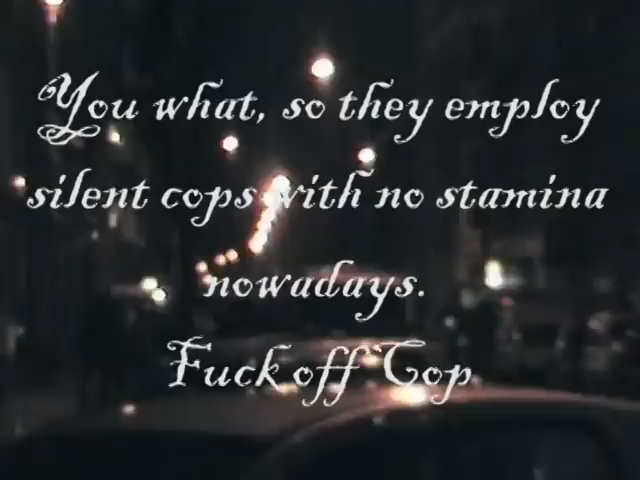 You what, so they employ
silent cops with no stamina
nowadays.
Fuck off Cop